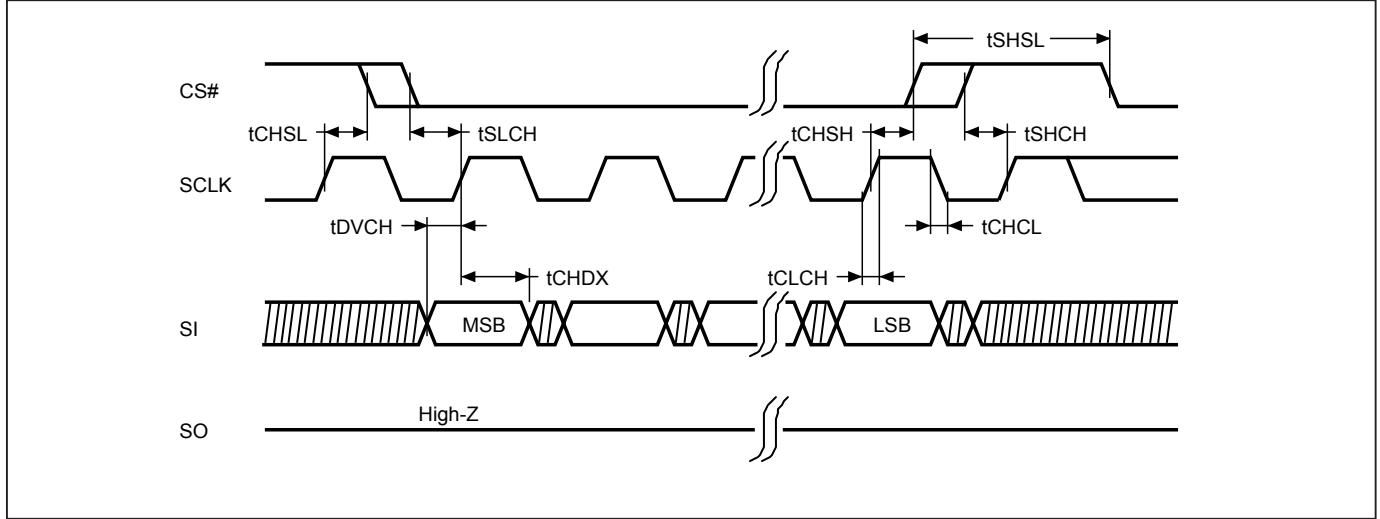 tSHSL
CS#
tCHSL
tSLCH
tCHSH
tSHCH
SCLK
tDVCH
tCHCL
tCHDX
tCLCH
SI
MSB
LSB
High-Z
SO